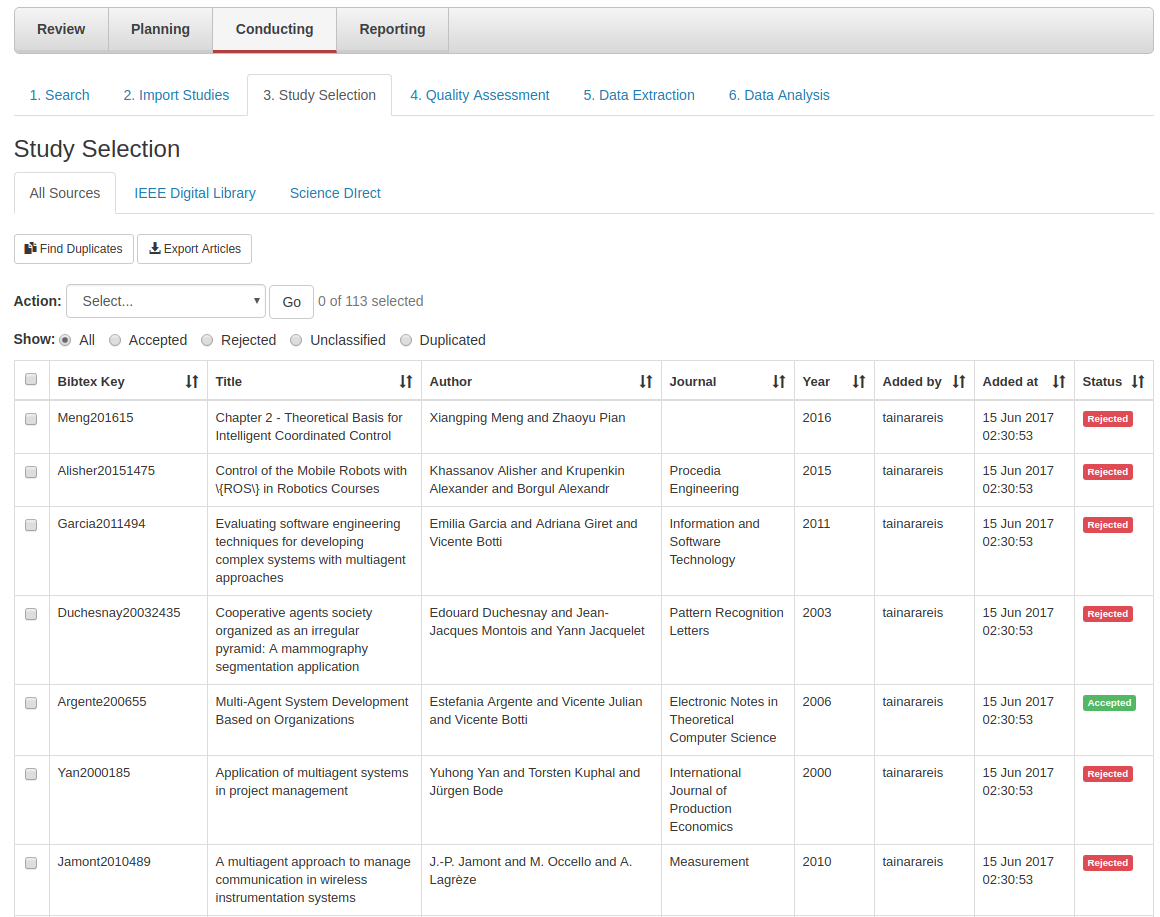 Review Planning Conducting Reporting
1. Search 2. Import Studies 3. Study Selection 4. Quality Assessment 5. Data Extraction 6. Data Analysis
Study Selection
All Sources IEEE Digital Library Science DIrect
Find Duplicates Export Articles
Action: Select... Go 0 of 113 selected
Show: All Accepted Rejected Unclassified Duplicated
Bibtex Key Title Author Journal Year Added by Added at Status
Meng201615 Chapter 2 - Theoretical Basis for Xiangping Meng and Zhaoyu Pian 2016 tainarareis 15 Jun 2017 Rejected
Intelligent Coordinated Control 02:30:53
Alisher20151475 Control of the Mobile Robots with Khassanov Alisher and Krupenkin Procedia 2015 tainarareis 15 Jun 2017 Rejected
\{ROS\} in Robotics Courses Alexander and Borgul Alexandr Engineering 02:30:53
Garcia2011494 Evaluating software engineering Emilia Garcia and Adriana Giret and Information and 2011 tainarareis 15 Jun 2017 Rejected
techniques for developing Vicente Botti Software 02:30:53
complex systems with multiagent Technology
approaches
Duchesnay20032435 Cooperative agents society Edouard Duchesnay and Jean- Pattern Recognition 2003 tainarareis 15 Jun 2017 Rejected
organized as an irregular Jacques Montois and Yann Jacquelet Letters 02:30:53
pyramid: A mammography
segmentation application
Argente200655 Multi-Agent System Development Estefania Argente and Vicente Julian Electronic Notes in 2006 tainarareis 15 Jun 2017 Accepted
Based on Organizations and Vicente Botti Theoretical 02:30:53
Computer Science
Yan2000185 Application of multiagent systems Yuhong Yan and Torsten Kuphal and International 2000 tainarareis 15 Jun 2017 Rejected
in project management Jürgen Bode Journal of 02:30:53
Production
Economics
Jamont2010489 A multiagent approach to manage J.-P. Jamont and M. Occello and A. Measurement 2010 tainarareis 15 Jun 2017 Rejected
communication in wireless Lagrèze 02:30:53
instrumentation systems